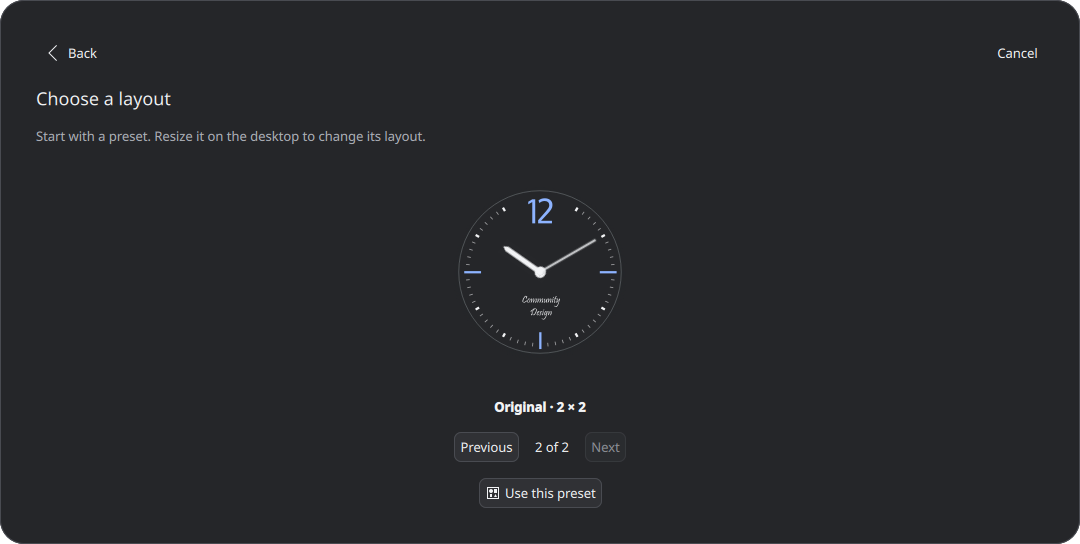 Back
Cancel
Choose a layout
Start with a preset. Resize it on the desktop to change its layout.
12
Community
Design
Original · 2 × 2
Previous
2 of 2
Next
Use this preset